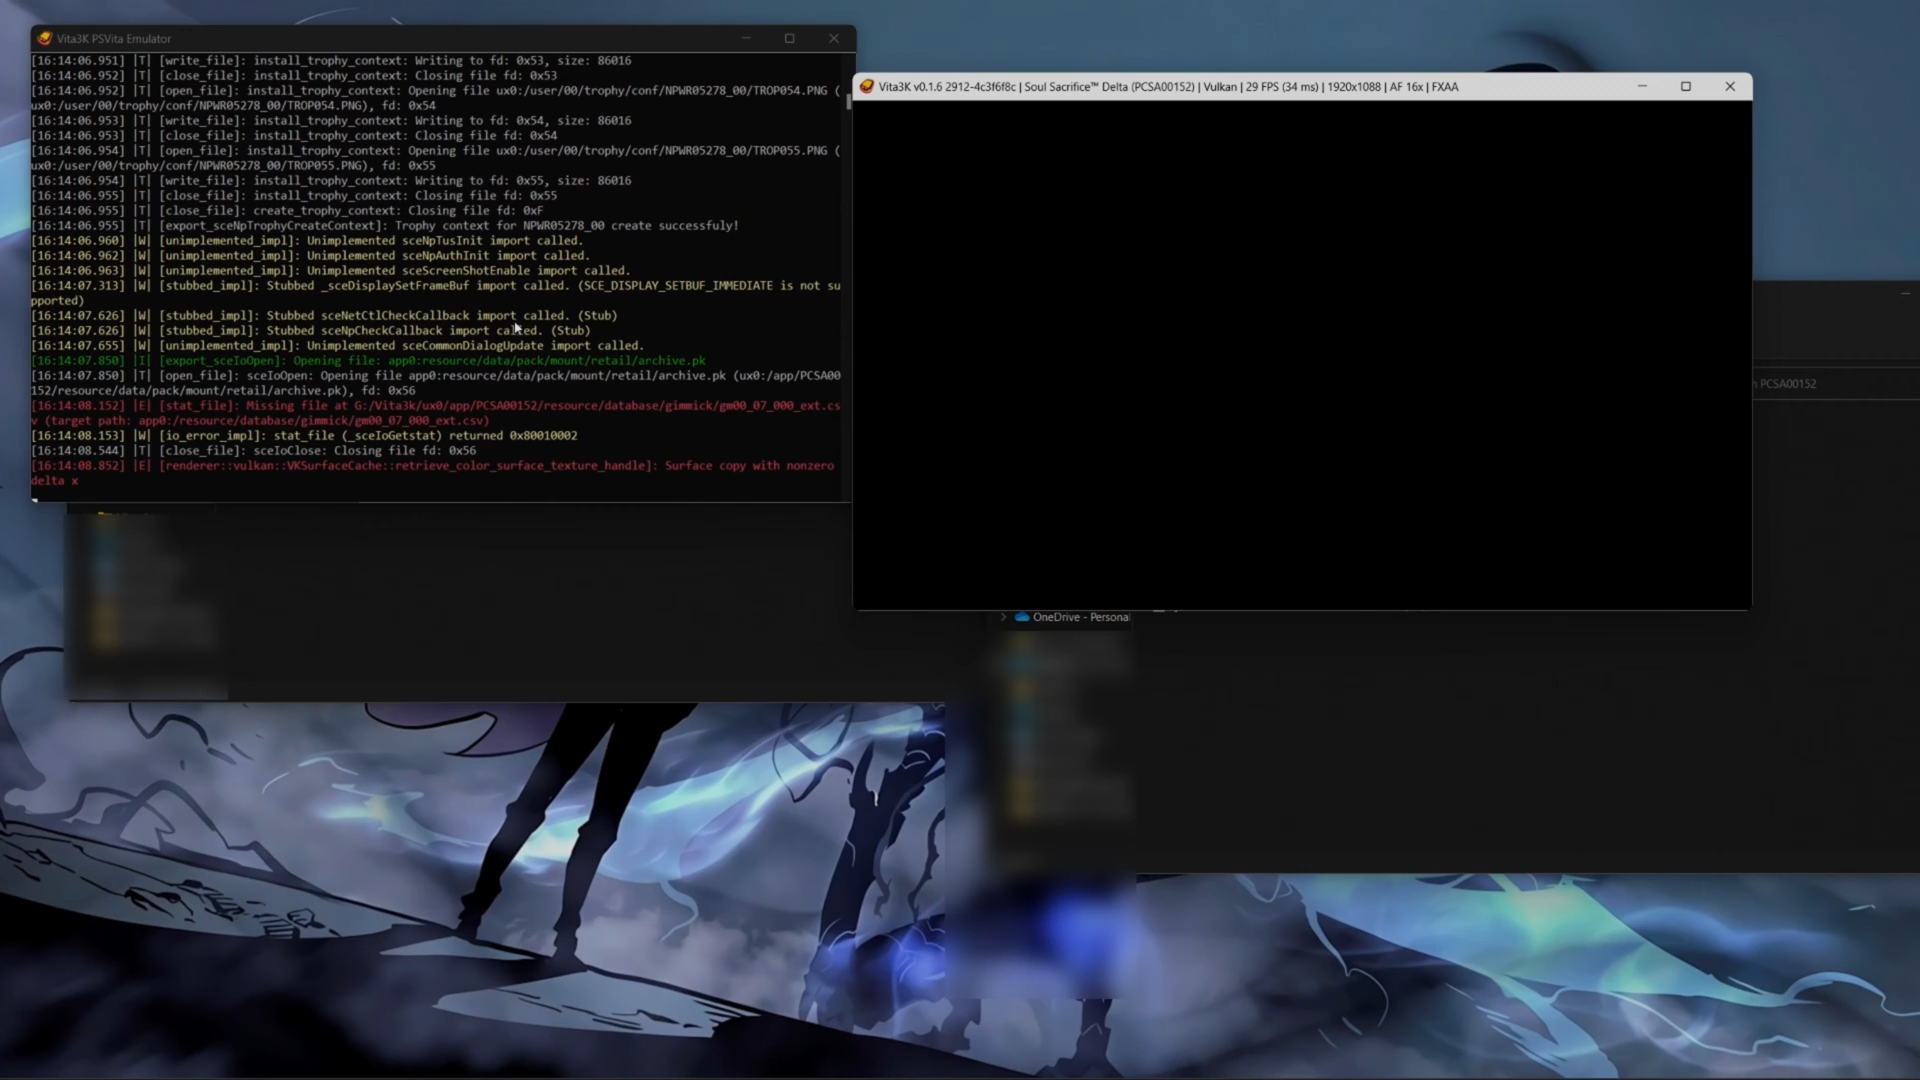 Vita3K PSVita Emulator
[16:14:06.951] |T| [write_file]: install_trophy_context: Writing to fd: 0x53, size: 86016
[16:14:06.952] |T| [close_file]: install_trophy_context: Closing file fd: 0x53
[16:14:06.952] |T| [open_file]: install_trophy_context: Opening file ux0:/user/00/trophy/conf/NPWR05278_00/TROP054.PNG (
ux0:/user/00/trophy/conf/NPWR05278_00/TROP054.PNG), fd: 0x54
[16:14:06.953] |T| [write_file]: install_trophy_context: Writing to fd: 0x54, size: 86016
[16:14:06.953] |T| [close_file]: install_trophy_context: Closing file fd: 0x54
[16:14:06.954] |T| [open_file]: install_trophy_context: Opening file ux0:/user/00/trophy/conf/NPWR05278_00/TROP055.PNG (
ux0:/user/00/trophy/conf/NPWR05278_00/TROP055.PNG), fd: 0x55
[16:14:06.954] |T| [write_file]: install_trophy_context: Writing to fd: 0x55, size: 86016
[16:14:06.955] |T| [close_file]: install_trophy_context: Closing file fd: 0x55
[16:14:06.955] |T| [close_file]: create_trophy_context: Closing file fd: 0xF
[16:14:06.955] |T| [export_sceNpTrophyCreateContext]: Trophy context for NPWR05278_00 create successfuly!
[16:14:06.960] |W| [unimplemented_impl]: Unimplemented sceNpTusInit import called.
[16:14:06.962] |W| [unimplemented_impl]: Unimplemented sceNpAuthInit import called.
[16:14:06.963] |W| [unimplemented_impl]: Unimplemented sceScreenShotEnable import called.
[16:14:07.313] |W| [stubbed_impl]: Stubbed _sceDisplaySetFrameBuf import called. (SCE_DISPLAY_SETBUF_IMMEDIATE is not su
pported)
[16:14:07.626] |W| [stubbed_impl]: Stubbed sceNetCtlCheckCallback import called. (Stub)
[16:14:07.626] |W| [stubbed_impl]: Stubbed sceNpCheckCallback import called. (Stub)
[16:14:07.655] |W| [unimplemented_impl]: Unimplemented sceCommonDialogUpdate import called.
[16:14:07.850] |I| [export_sceIoOpen]: Opening file: app0:resource/data/pack/mount/retail/archive.pk
[16:14:07.850] |T| [open_file]: sceIoOpen: Opening file app0:resource/data/pack/mount/retail/archive.pk (ux0:/app/PCSA00
152/resource/data/pack/mount/retail/archive.pk), fd: 0x56
[16:14:08.152] |E| [stat_file]: Missing file at G:/Vita3k/ux0/app/PCSA00152/resource/database/gimmick/gm00_07_000_ext.cs
v (target path: app0:/resource/database/gimmick/gm00_07_000_ext.csv)
[16:14:08.153] |W| [io_error_impl]: stat_file (_sceIoGetstat) returned 0x80010002
[16:14:08.544] |T| [close_file]: sceIoClose: Closing file fd: 0x56
[16:14:08.852] |E| [renderer::vulkan::VKSurfaceCache::retrieve_color_surface_texture_handle]: Surface copy with nonzero
delta x
Vita3K v0.1.6 2912-4c3f6f8c | Soul Sacrifice™ Delta (PCSA00152) | Vulkan | 29 FPS (34 ms) | 1920x1088 | AF 16x | FXAA
PCSA00152
OneDrive - Personal